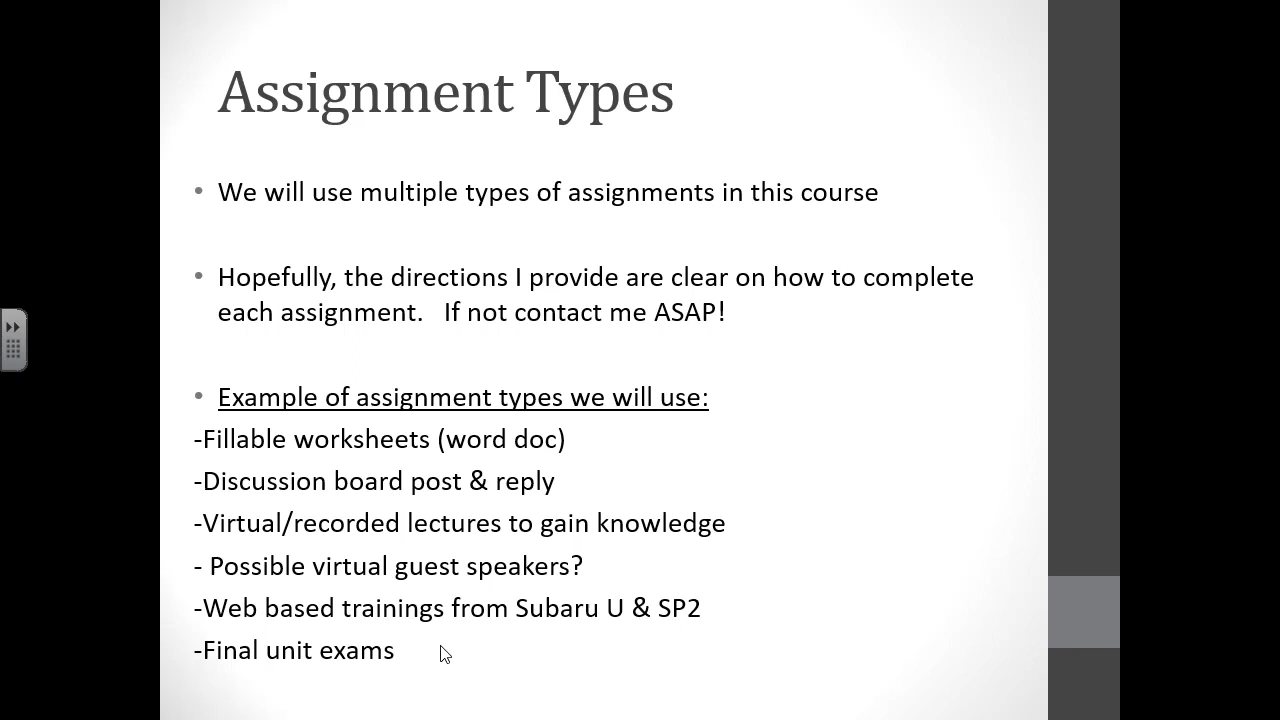 Assignment Types
• We will use multiple types of assignments in this course
• Hopefully, the directions I provide are clear on how to complete
each assignment.   If not contact me ASAP!
• Example of assignment types we will use:
-Fillable worksheets (word doc)
-Discussion board post & reply
-Virtual/recorded lectures to gain knowledge
- Possible virtual guest speakers?
-Web based trainings from Subaru U & SP2
-Final unit exams